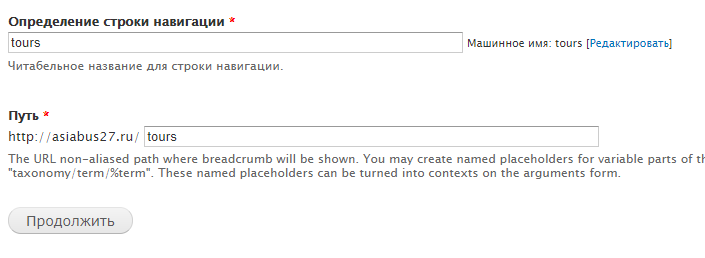 Определение строки навигации *
tours Машинное имя: tours [Редактировать]
Читабельное название для строки навигации.
Путь *
http://asiabus27.ru/ tours
The URL non-aliased path where breadcrumb will be shown. You may create named placeholders for variable parts of th
"taxonomy/term/%term". These named placeholders can be turned into contexts on the arguments form.
Продолжить